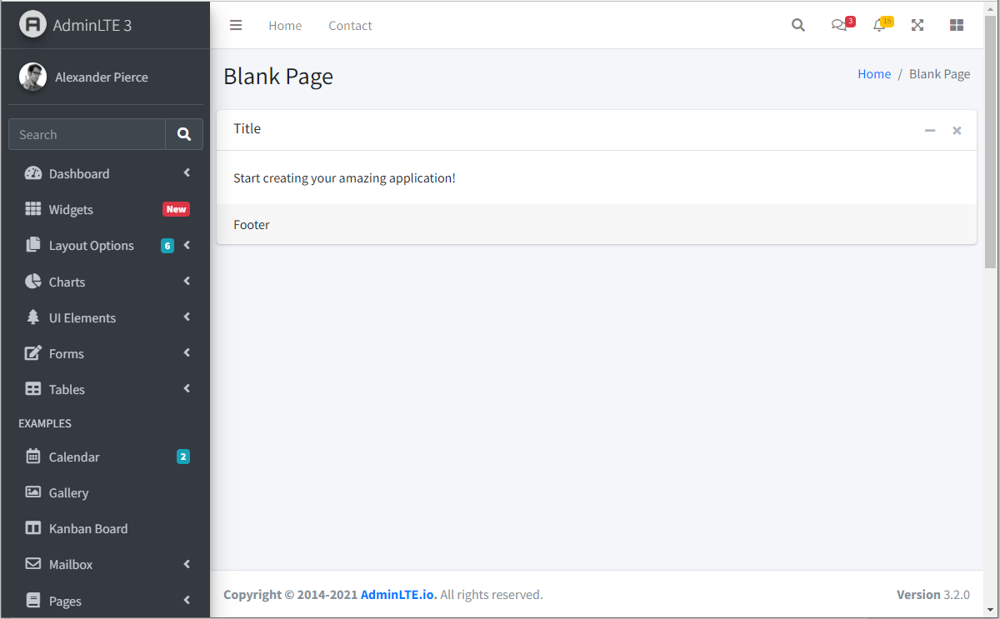 AdminLTE 3
Home
Contact
3
15
Alexander Pierce
Search
Dashboard
Widgets New
Layout Options 6
Charts
UI Elements
Forms
Tables
EXAMPLES
Calendar 2
Gallery
Kanban Board
Mailbox
Pages
Blank Page
Home / Blank Page
Title
Start creating your amazing application!
Footer
Copyright © 2014-2021 AdminLTE.io. All rights reserved.
Version 3.2.0